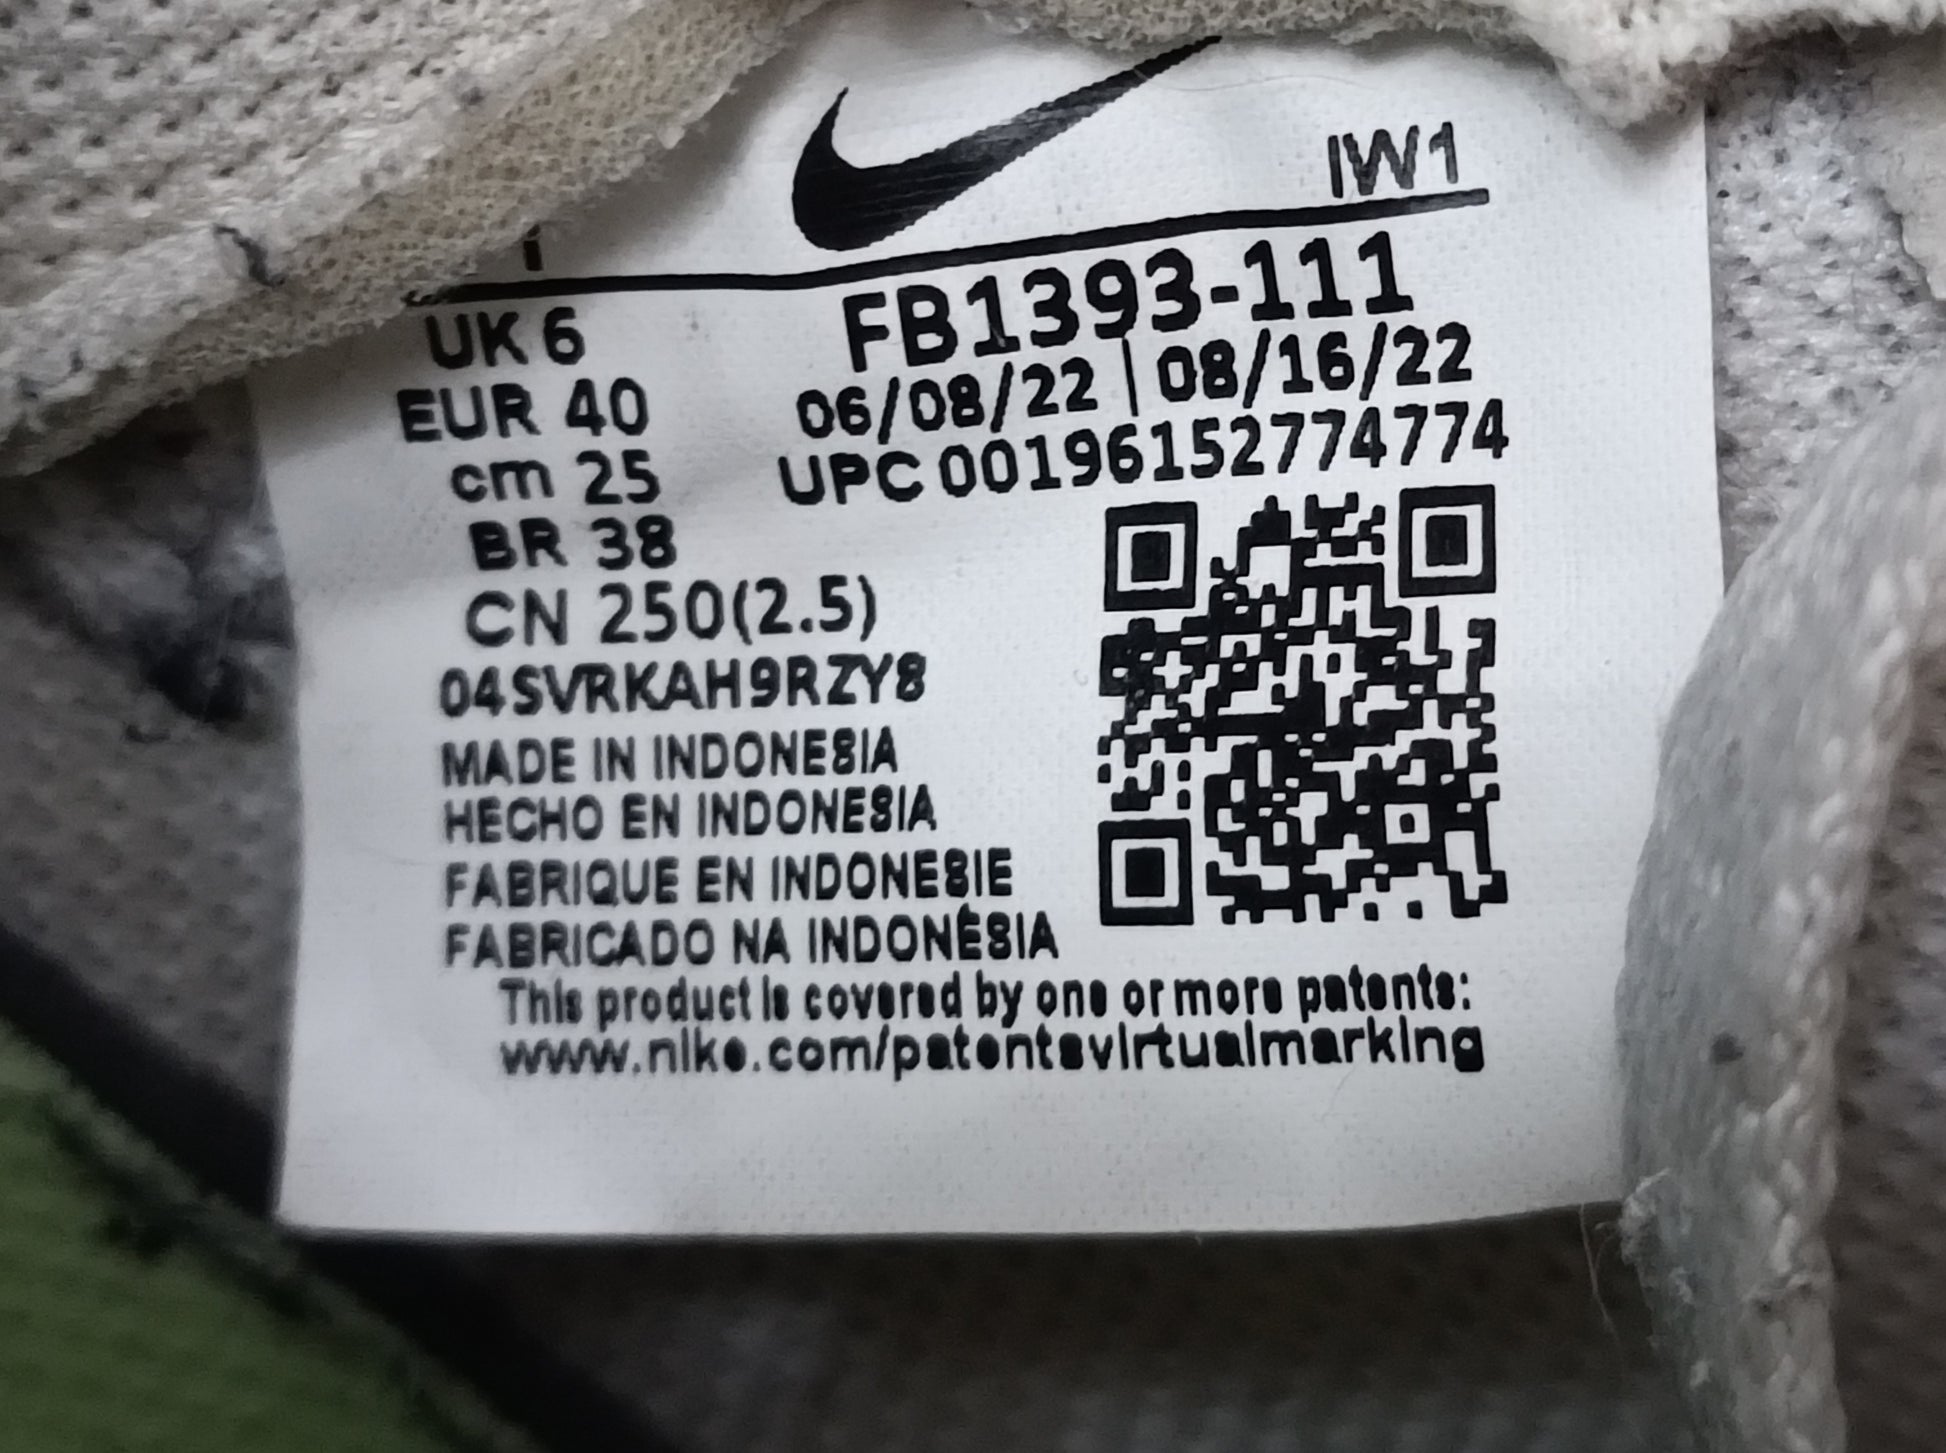 IW1
UK 6
FB1393-111
EUR 40
06/08/22 | 08/16/22
cm 25
UPC 00196152774774
BR 38
CN 250(2.5)
04SVRKAH9RZY8
MADE IN INDONESIA
HECHO EN INDONESIA
FABRIQUE EN INDONESIE
FABRICADO NA INDONÉSIA
This product is covered by one or more patents:
www.nike.com/patentsvirtualmarking